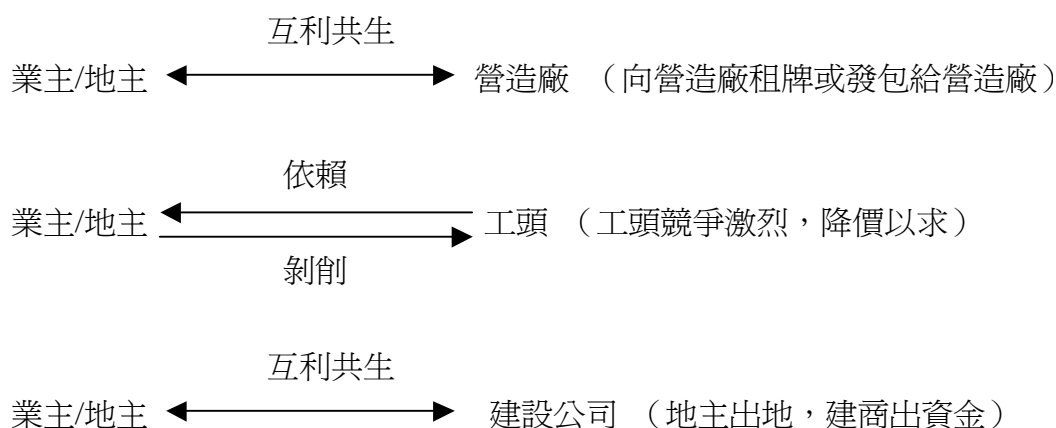 互利共生
業主/地主 營造廠 （向營造廠租牌或發包給營造廠）
依賴
業主/地主 工頭 （工頭競爭激烈，降價以求）
剝削
互利共生
業主/地主 建設公司 （地主出地，建商出資金）